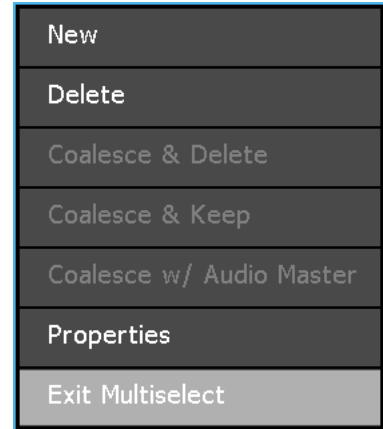 New
Delete
Coalesce & Delete
Coalesce & Keep
Coalesce w/ Audio Master
Properties
Exit Multiselect